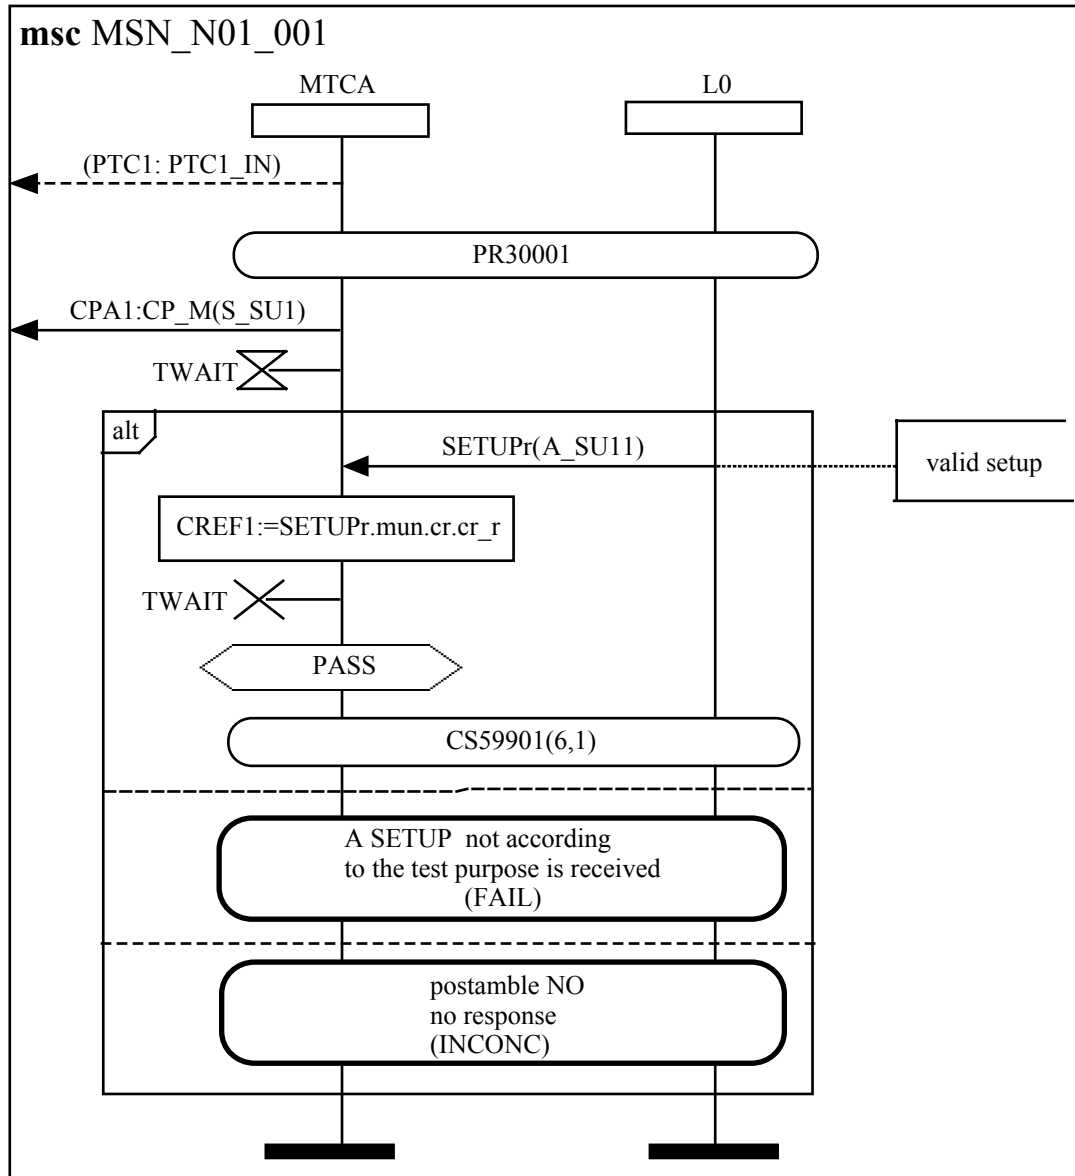 msc MSN_N01_001
MTCA
L0
(PTC1: PTC1_IN)
PR30001
CPA1:CP_M(S_SU1)
TWAIT
alt
SETUPr(A_SU11)
valid setup
CREF1:=SETUPr.mun.cr.cr_r
TWAIT
PASS
CS59901(6,1)
A SETUP not according
to the test purpose is received
(FAIL)
postamble NO
no response
(INCONC)